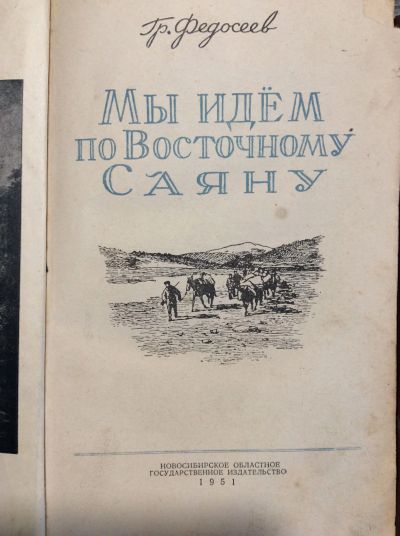 Гр. Федосеев
МЫ ИДЁМ
ПО ВОСТОЧНОМУ
САЯНУ
НОВОСИБИРСКОЕ ОБЛАСТНОЕ
ГОСУДАРСТВЕННОЕ ИЗДАТЕЛЬСТВО
1951